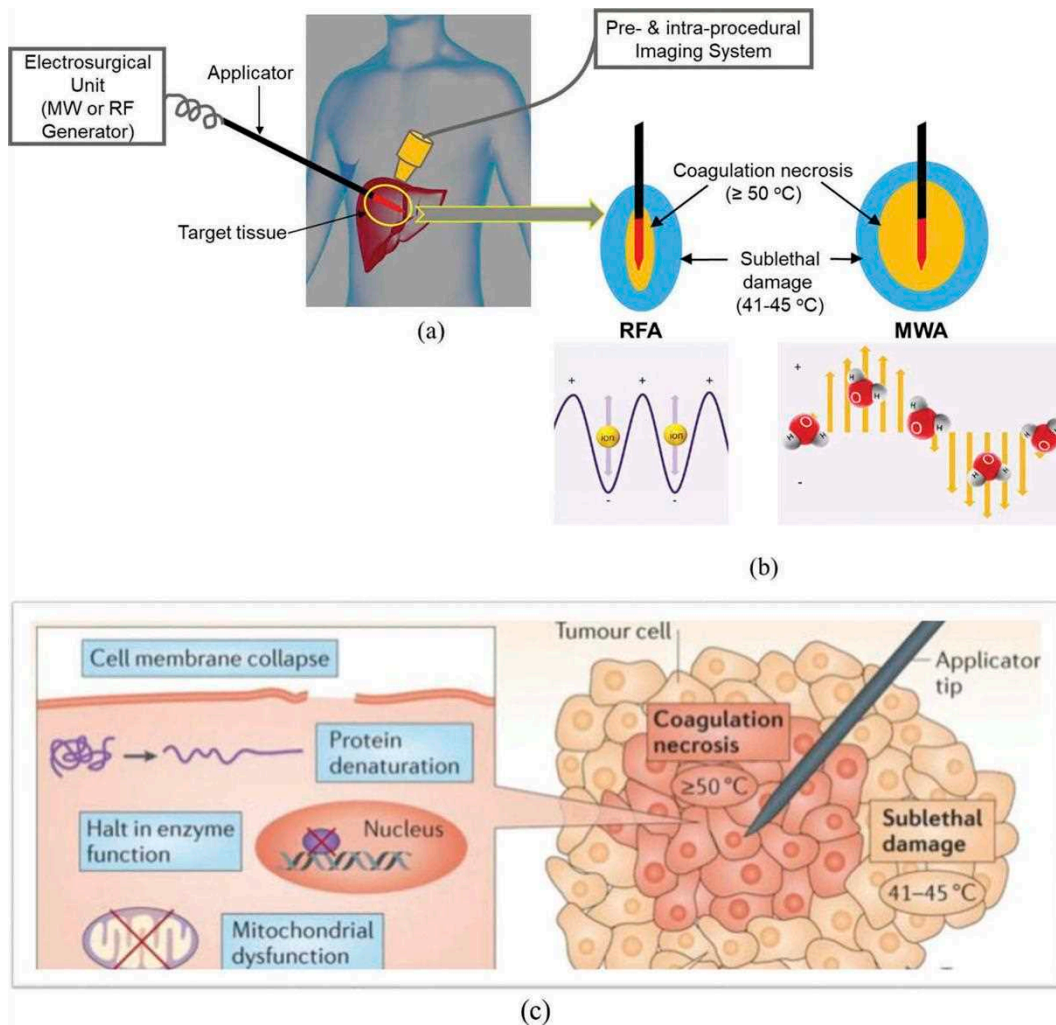 Electrosurgical
Unit
(MW or RF
Generator)
Applicator
Pre- & intra-procedural
Imaging System
Target tissue
(a)
Coagulation necrosis
(≥ 50 °C)
Sublethal
damage
(41-45 °C)
RFA
MWA
+
+
+
ion
ion
-
-
+
-
H
H
O
H
H
O
O
H
H
O
H
H
O
H
H
(b)
Cell membrane collapse
Protein
denaturation
Halt in enzyme
function
Nucleus
Mitochondrial
dysfunction
Tumour cell
Applicator
tip
Coagulation
necrosis
≥50 °C
Sublethal
damage
41–45 °C
(c)